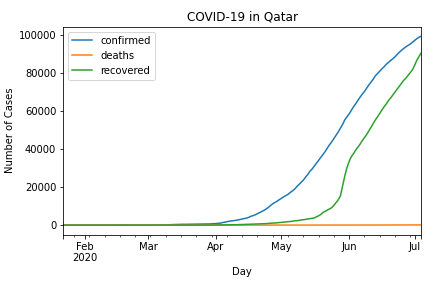 COVID-19 in Qatar
confirmed
deaths
recovered
Number of Cases
100000
80000
60000
40000
20000
0
Feb
2020
Mar
Apr
May
Jun
Jul
Day